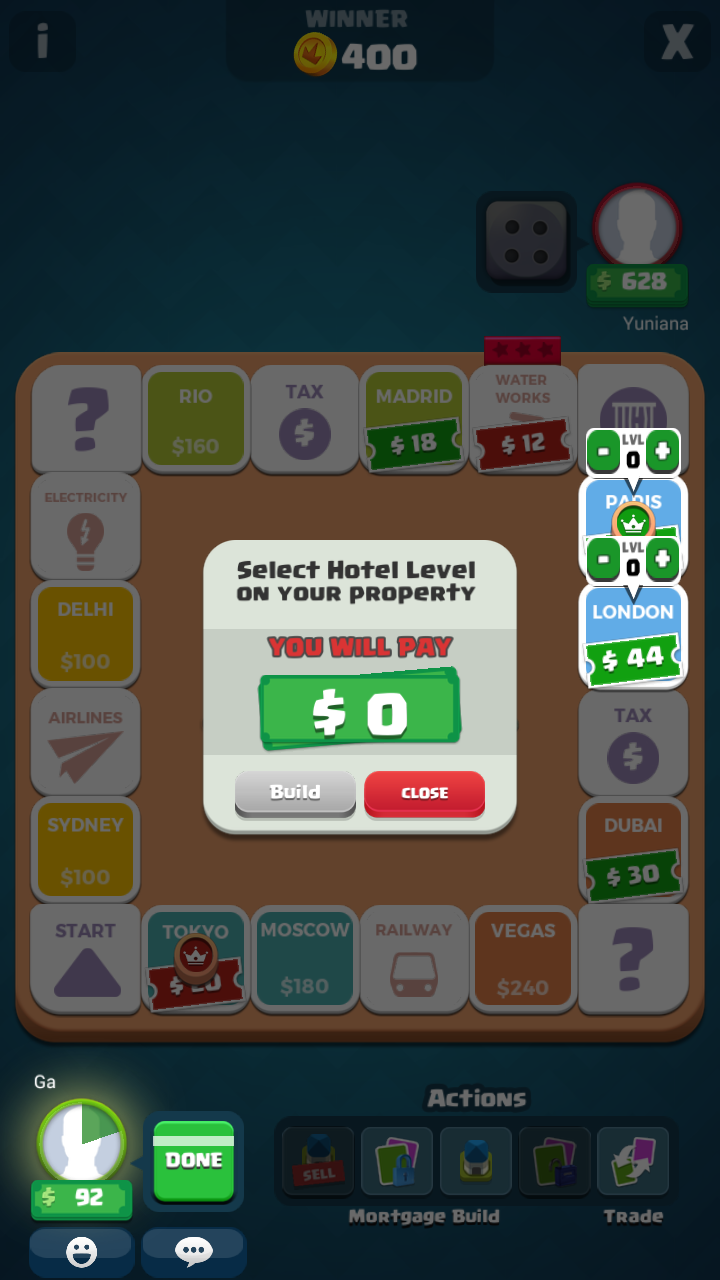 i
WINNER
400
X
$ 628
Yuniana
?
RIO
$160
TAX
$
MADRID
$ 18
WATER
WORKS
$ 12
ELECTRICITY
- LVL 0 +
PARIS
- LVL 0 +
DELHI
$100
LONDON
$ 44
Select Hotel Level
ON YOUR PROPERTY
YOU WILL PAY
$ 0
Build
CLOSE
AIRLINES
TAX
$
SYDNEY
$100
DUBAI
$ 30
START
TOKYO
MOSCOW
$180
RAILWAY
VEGAS
$240
?
Ga
$ 92
DONE
Actions
SELL
Mortgage Build
Trade